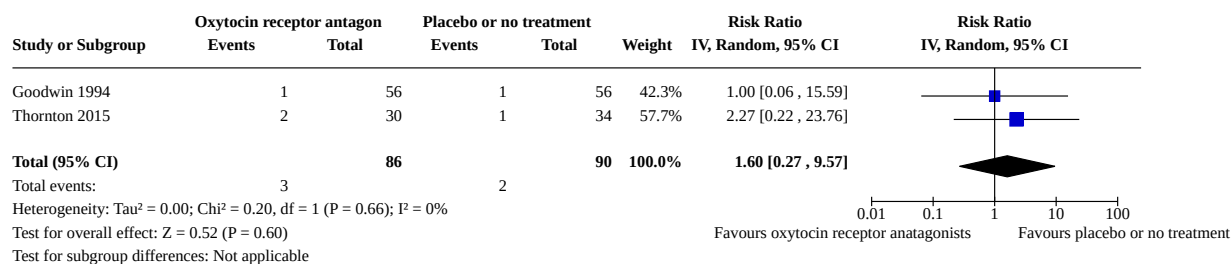 Oxytocin receptor antagon Placebo or no treatment Risk Ratio Risk Ratio
Study or Subgroup Events Total Events Total Weight IV, Random, 95% CI IV, Random, 95% CI
Goodwin 1994 1 56 1 56 42.3% 1.00 [0.06 , 15.59]
Thornton 2015 2 30 1 34 57.7% 2.27 [0.22 , 23.76]
Total (95% CI) 86 90 100.0% 1.60 [0.27 , 9.57]
Total events: 3 2
Heterogeneity: Tau² = 0.00; Chi² = 0.20, df = 1 (P = 0.66); I² = 0%
0.01 0.1 1 10 100
Test for overall effect: Z = 0.52 (P = 0.60) Favours oxytocin receptor anatagonists Favours placebo or no treatment
Test for subgroup differences: Not applicable